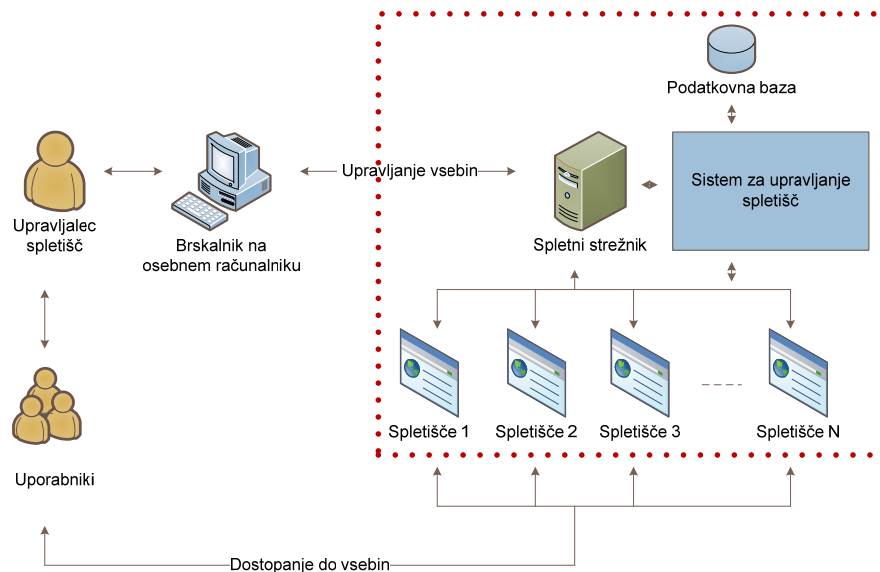 Podatkovna baza
Upravljanje vsebin
Sistem za upravljanje
spletišč
Upravljalec
spletišč
Brskalnik na
osebnem računalniku
Spletni strežnik
Spletišče 1
Spletišče 2
Spletišče 3
Spletišče N
Uporabniki
Dostopanje do vsebin